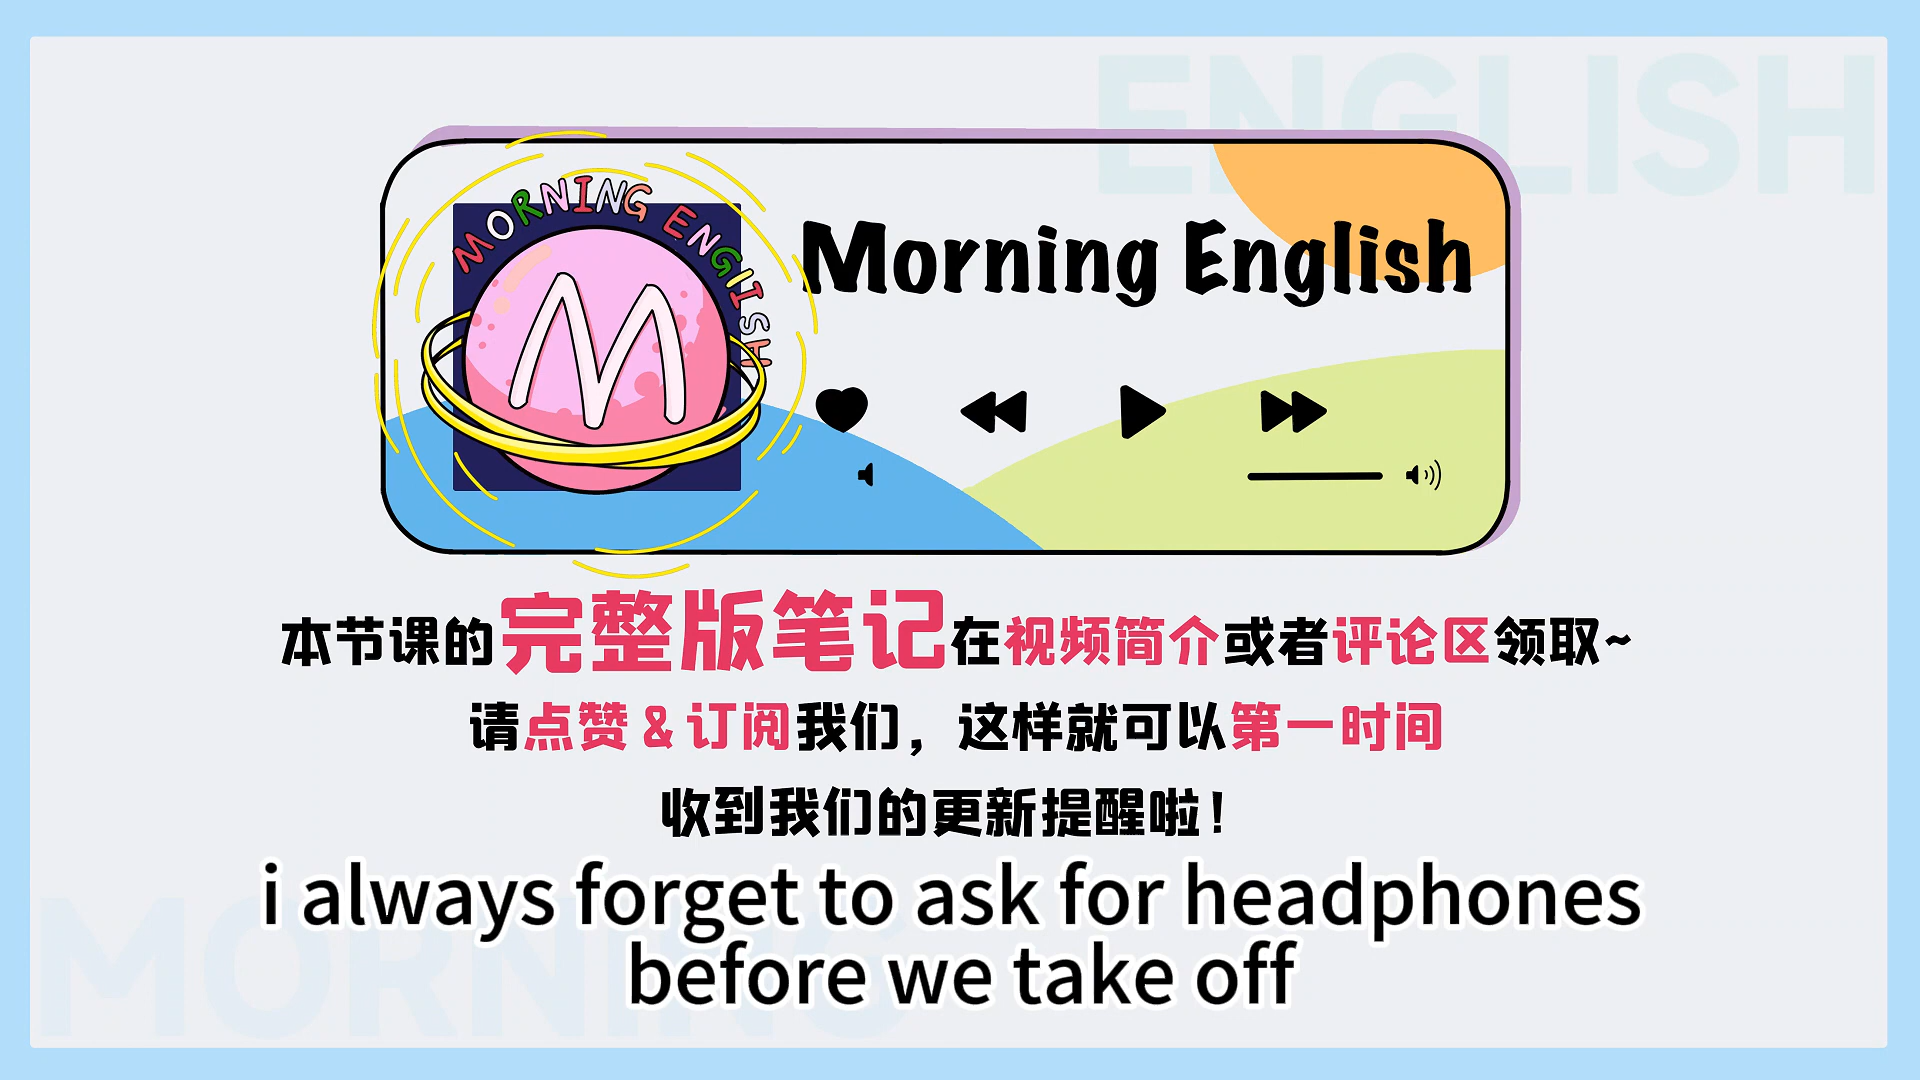 ENGLISH
MORNING ENGLISH
M
Morning English
本节课的完整版笔记在视频简介或者评论区领取~
请点赞&订阅我们，这样就可以第一时间
收到我们的更新提醒啦！
i always forget to ask for headphones
before we take off
MORNING